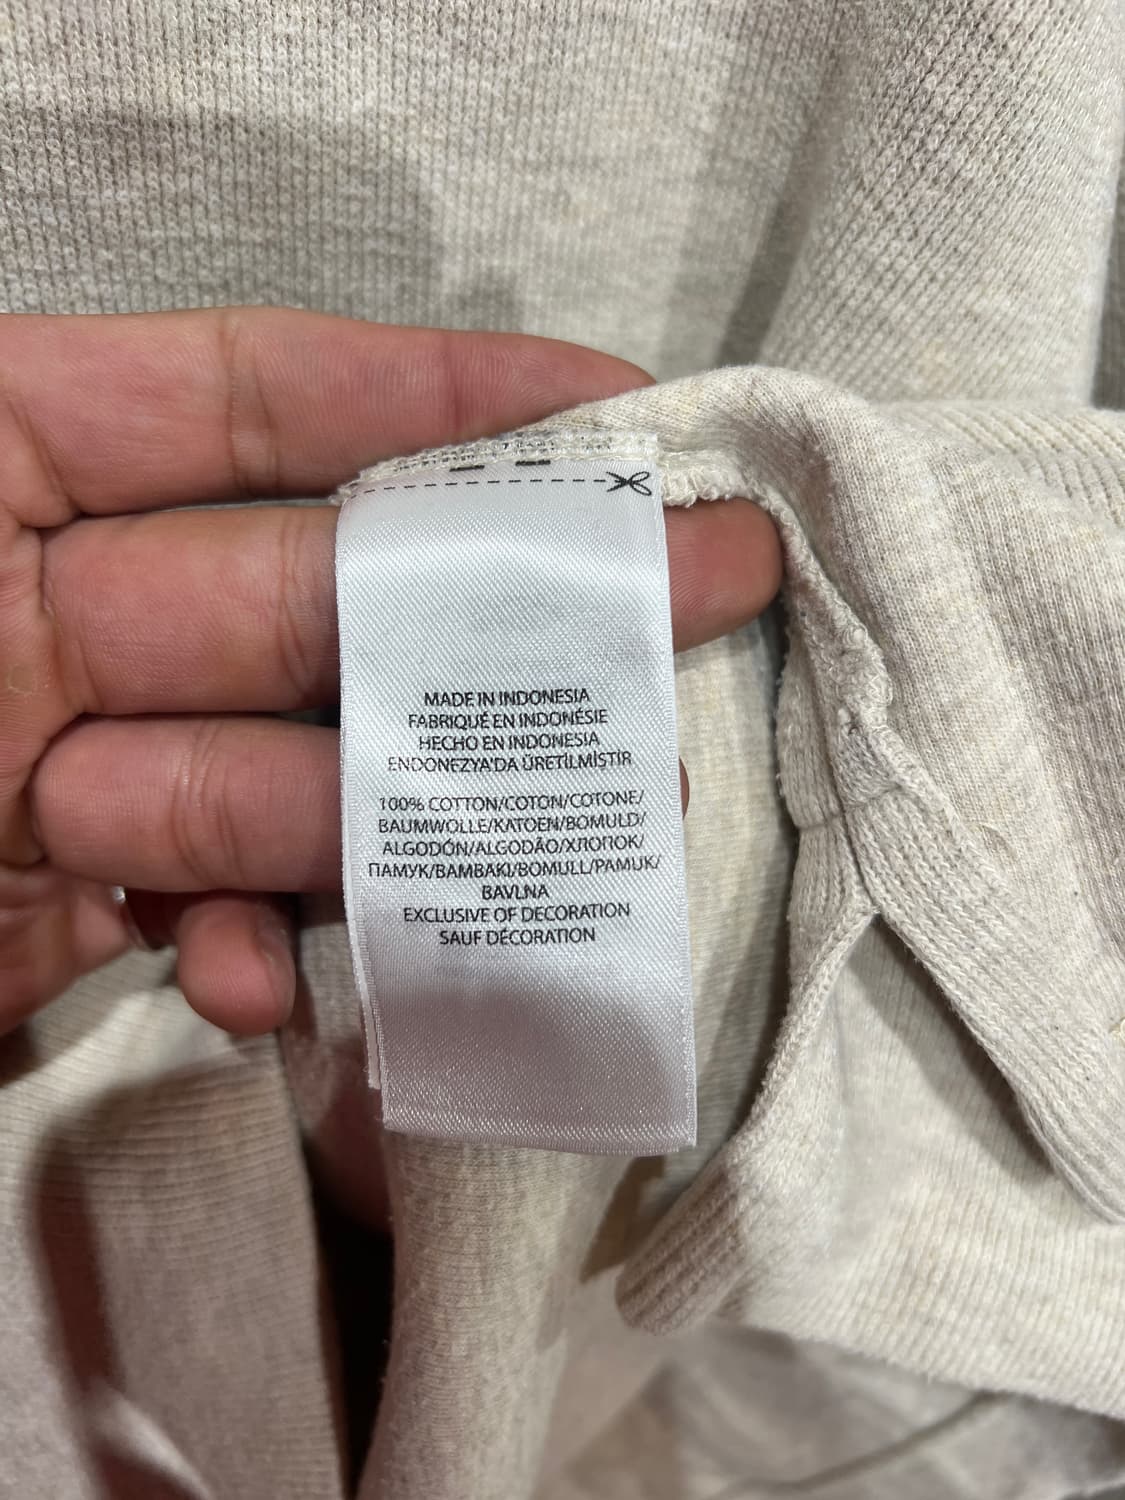 MADE IN INDONESIA
FABRIQUÉ EN INDONÉSIE
HECHO EN INDONESIA
ENDONEZYA'DA ÜRETİLMİŞTİR
100% COTTON/COTON/COTONE/
BAUMWOLLE/KATOEN/BOMULD/
ALGODÓN/ALGODÃO/ХЛОПОК/
ПАМУК/BAMBAKI/BOMULL/PAMUK/
BAVLNA
EXCLUSIVE OF DECORATION
SAUF DÉCORATION